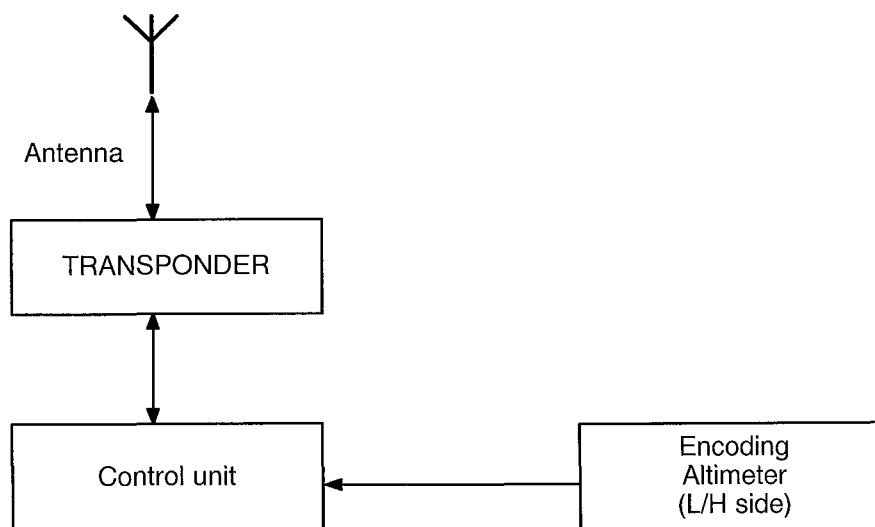 Antenna
TRANSPONDER
Control unit
Encoding
Altimeter
(L/H side)